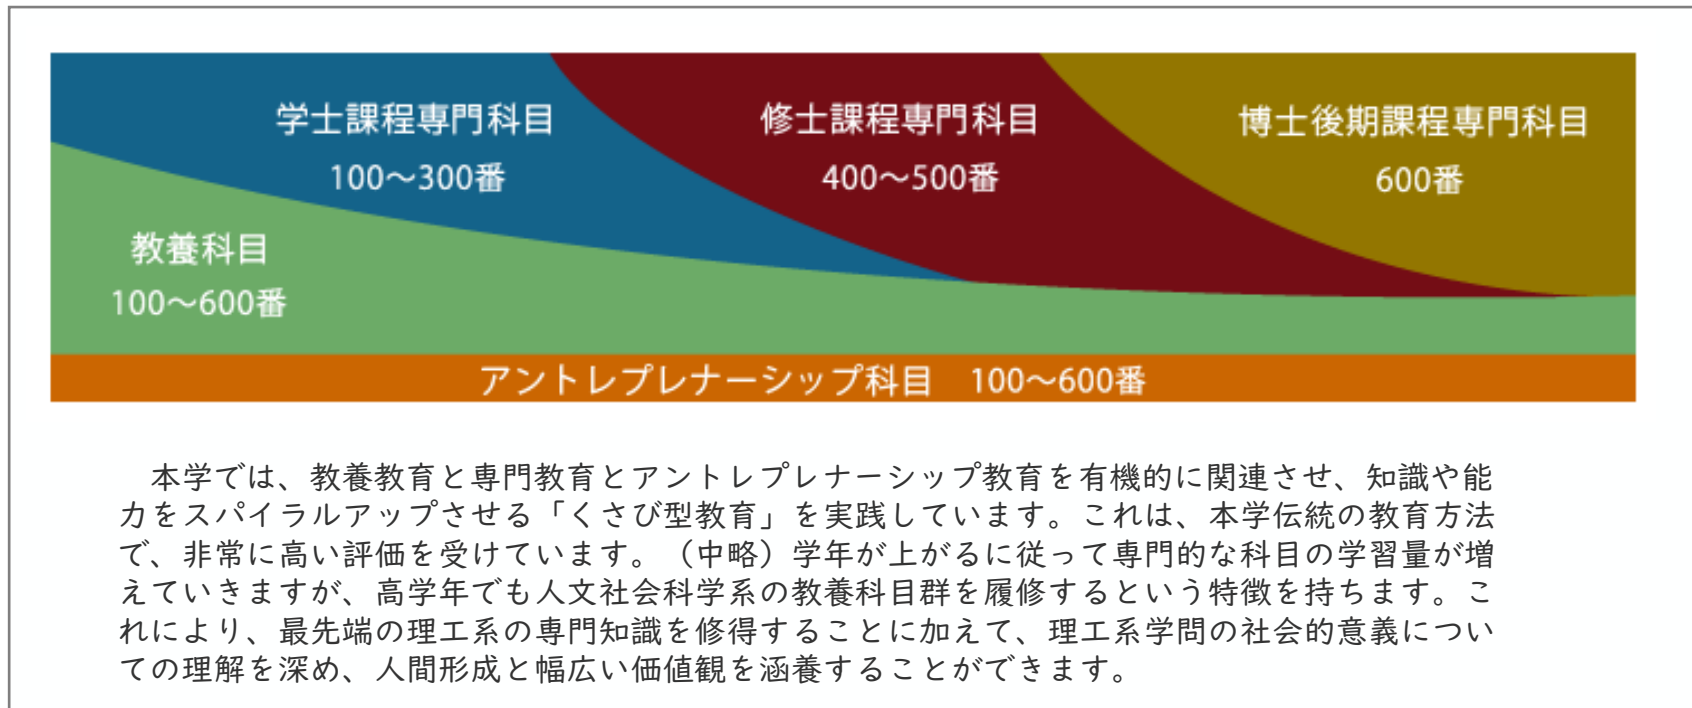 学士課程専門科目
100～300番
修士課程専門科目
400～500番
博士後期課程専門科目
600番
教養科目
100～600番
アントレプレナーシップ科目　100～600番
　本学では、教養教育と専門教育とアントレプレナーシップ教育を有機的に関連させ、知識や能
力をスパイラルアップさせる「くさび型教育」を実践しています。これは、本学伝統の教育方法
で、非常に高い評価を受けています。（中略）学年が上がるに従って専門的な科目の学習量が増
えていきますが、高学年でも人文社会科学系の教養科目群を履修するという特徴を持ちます。こ
れにより、最先端の理工系の専門知識を修得することに加えて、理工系学問の社会的意義につい
ての理解を深め、人間形成と幅広い価値観を涵養することができます。